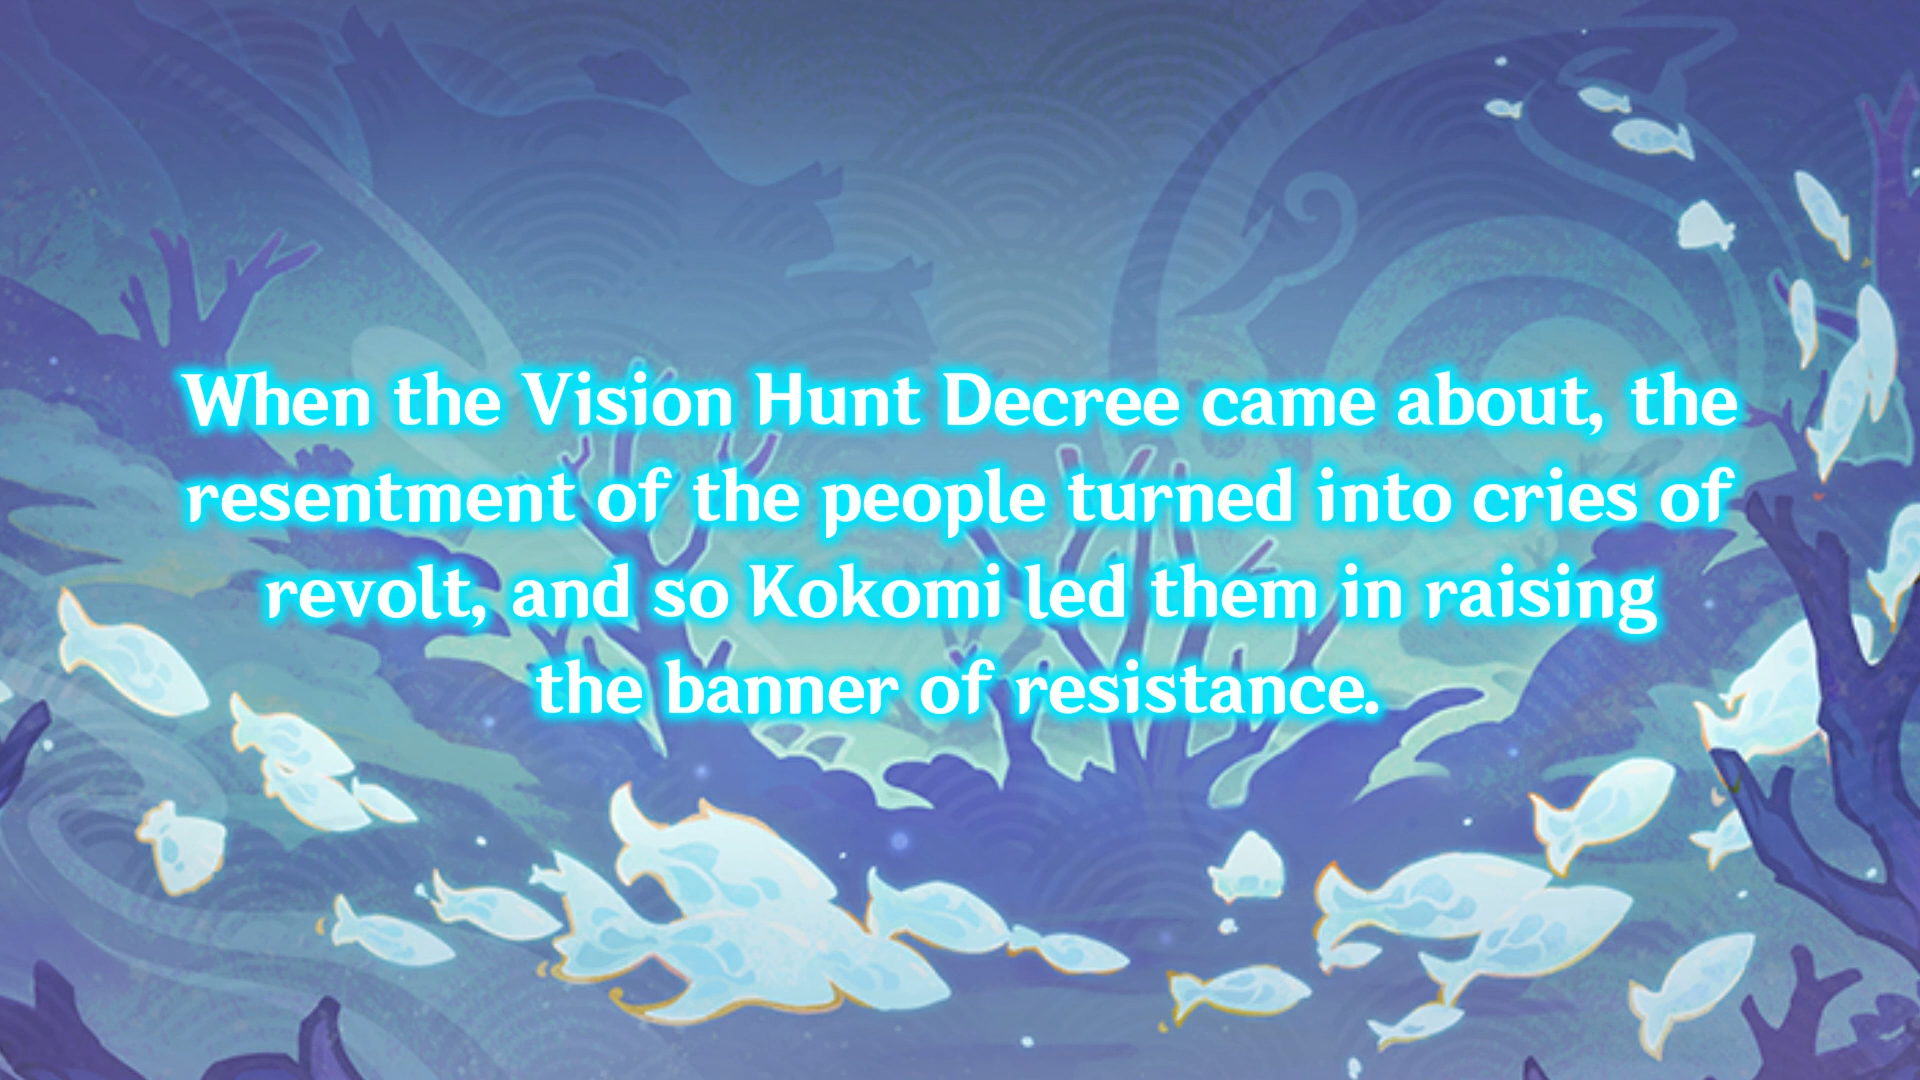 When the Vision Hunt Decree came about, the
resentment of the people turned into cries of
revolt, and so Kokomi led them in raising
the banner of resistance.